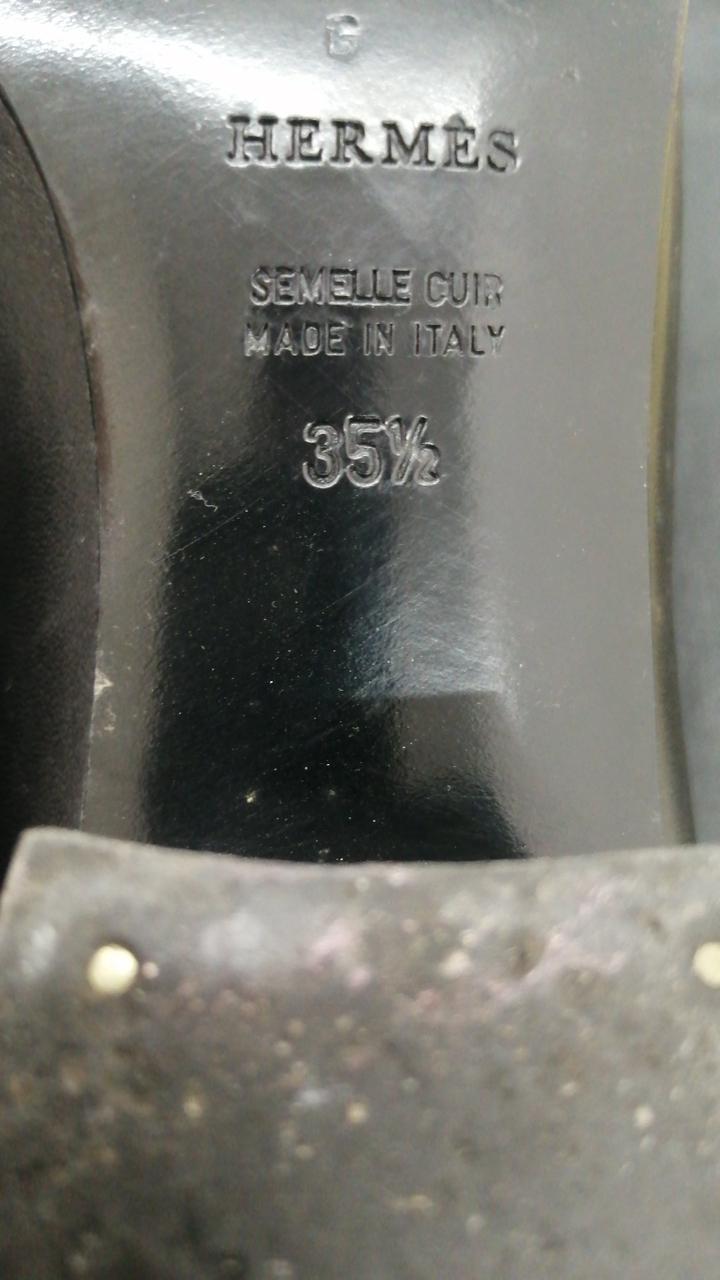 HERMÈS
SEMELLE CUIR
MADE IN ITALY
35½